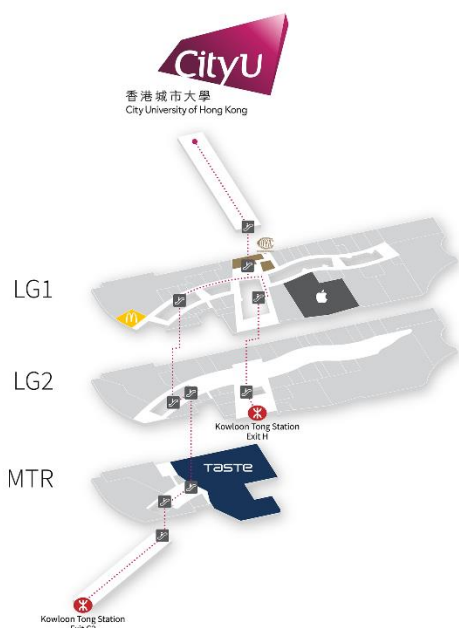 CityU
香港城市大學
City University of Hong Kong
LG1
LG2
Kowloon Tong Station
Exit H
MTR
TaSTe
Kowloon Tong Station